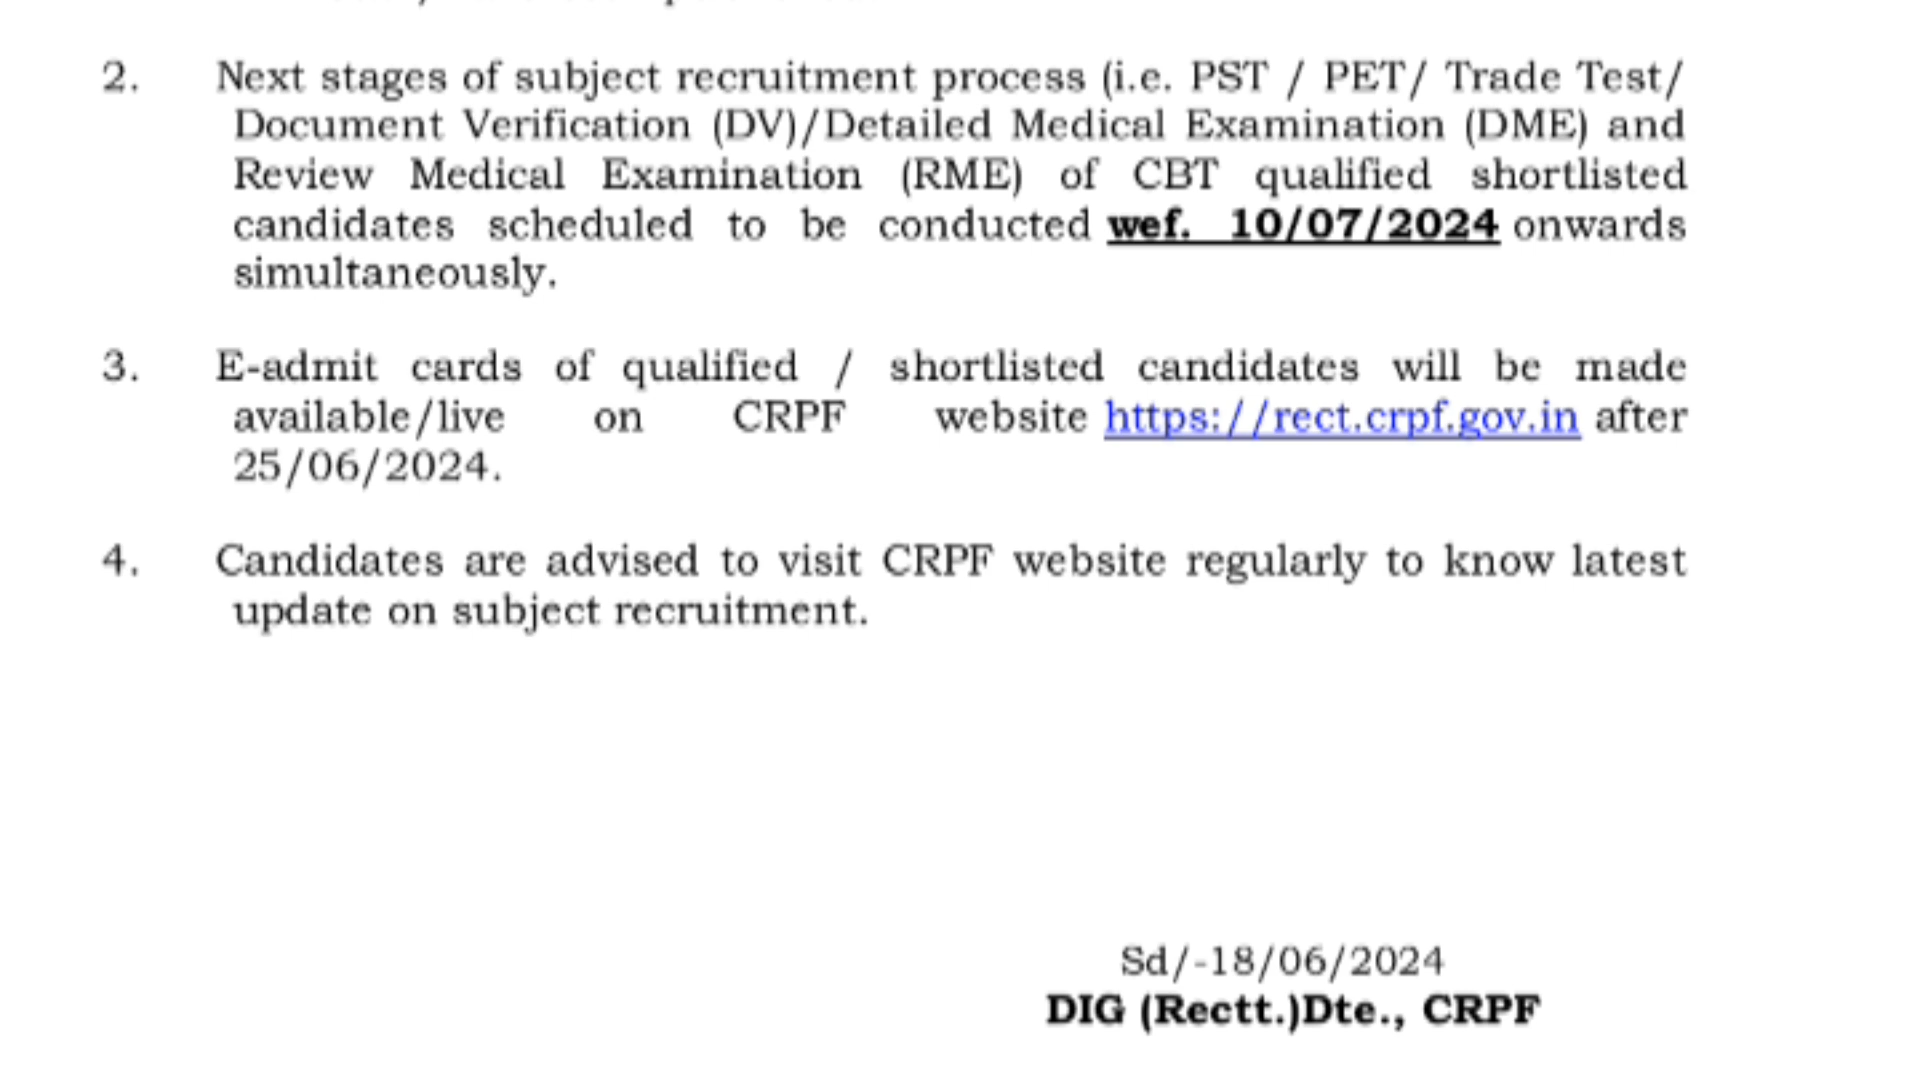 2. Next stages of subject recruitment process (i.e. PST / PET/ Trade Test/
Document Verification (DV)/Detailed Medical Examination (DME) and
Review Medical Examination (RME) of CBT qualified shortlisted
candidates scheduled to be conducted wef. 10/07/2024 onwards
simultaneously.
3. E-admit cards of qualified / shortlisted candidates will be made
available/live on CRPF website https://rect.crpf.gov.in after
25/06/2024.
4. Candidates are advised to visit CRPF website regularly to know latest
update on subject recruitment.
Sd/-18/06/2024
DIG (Rectt.)Dte., CRPF